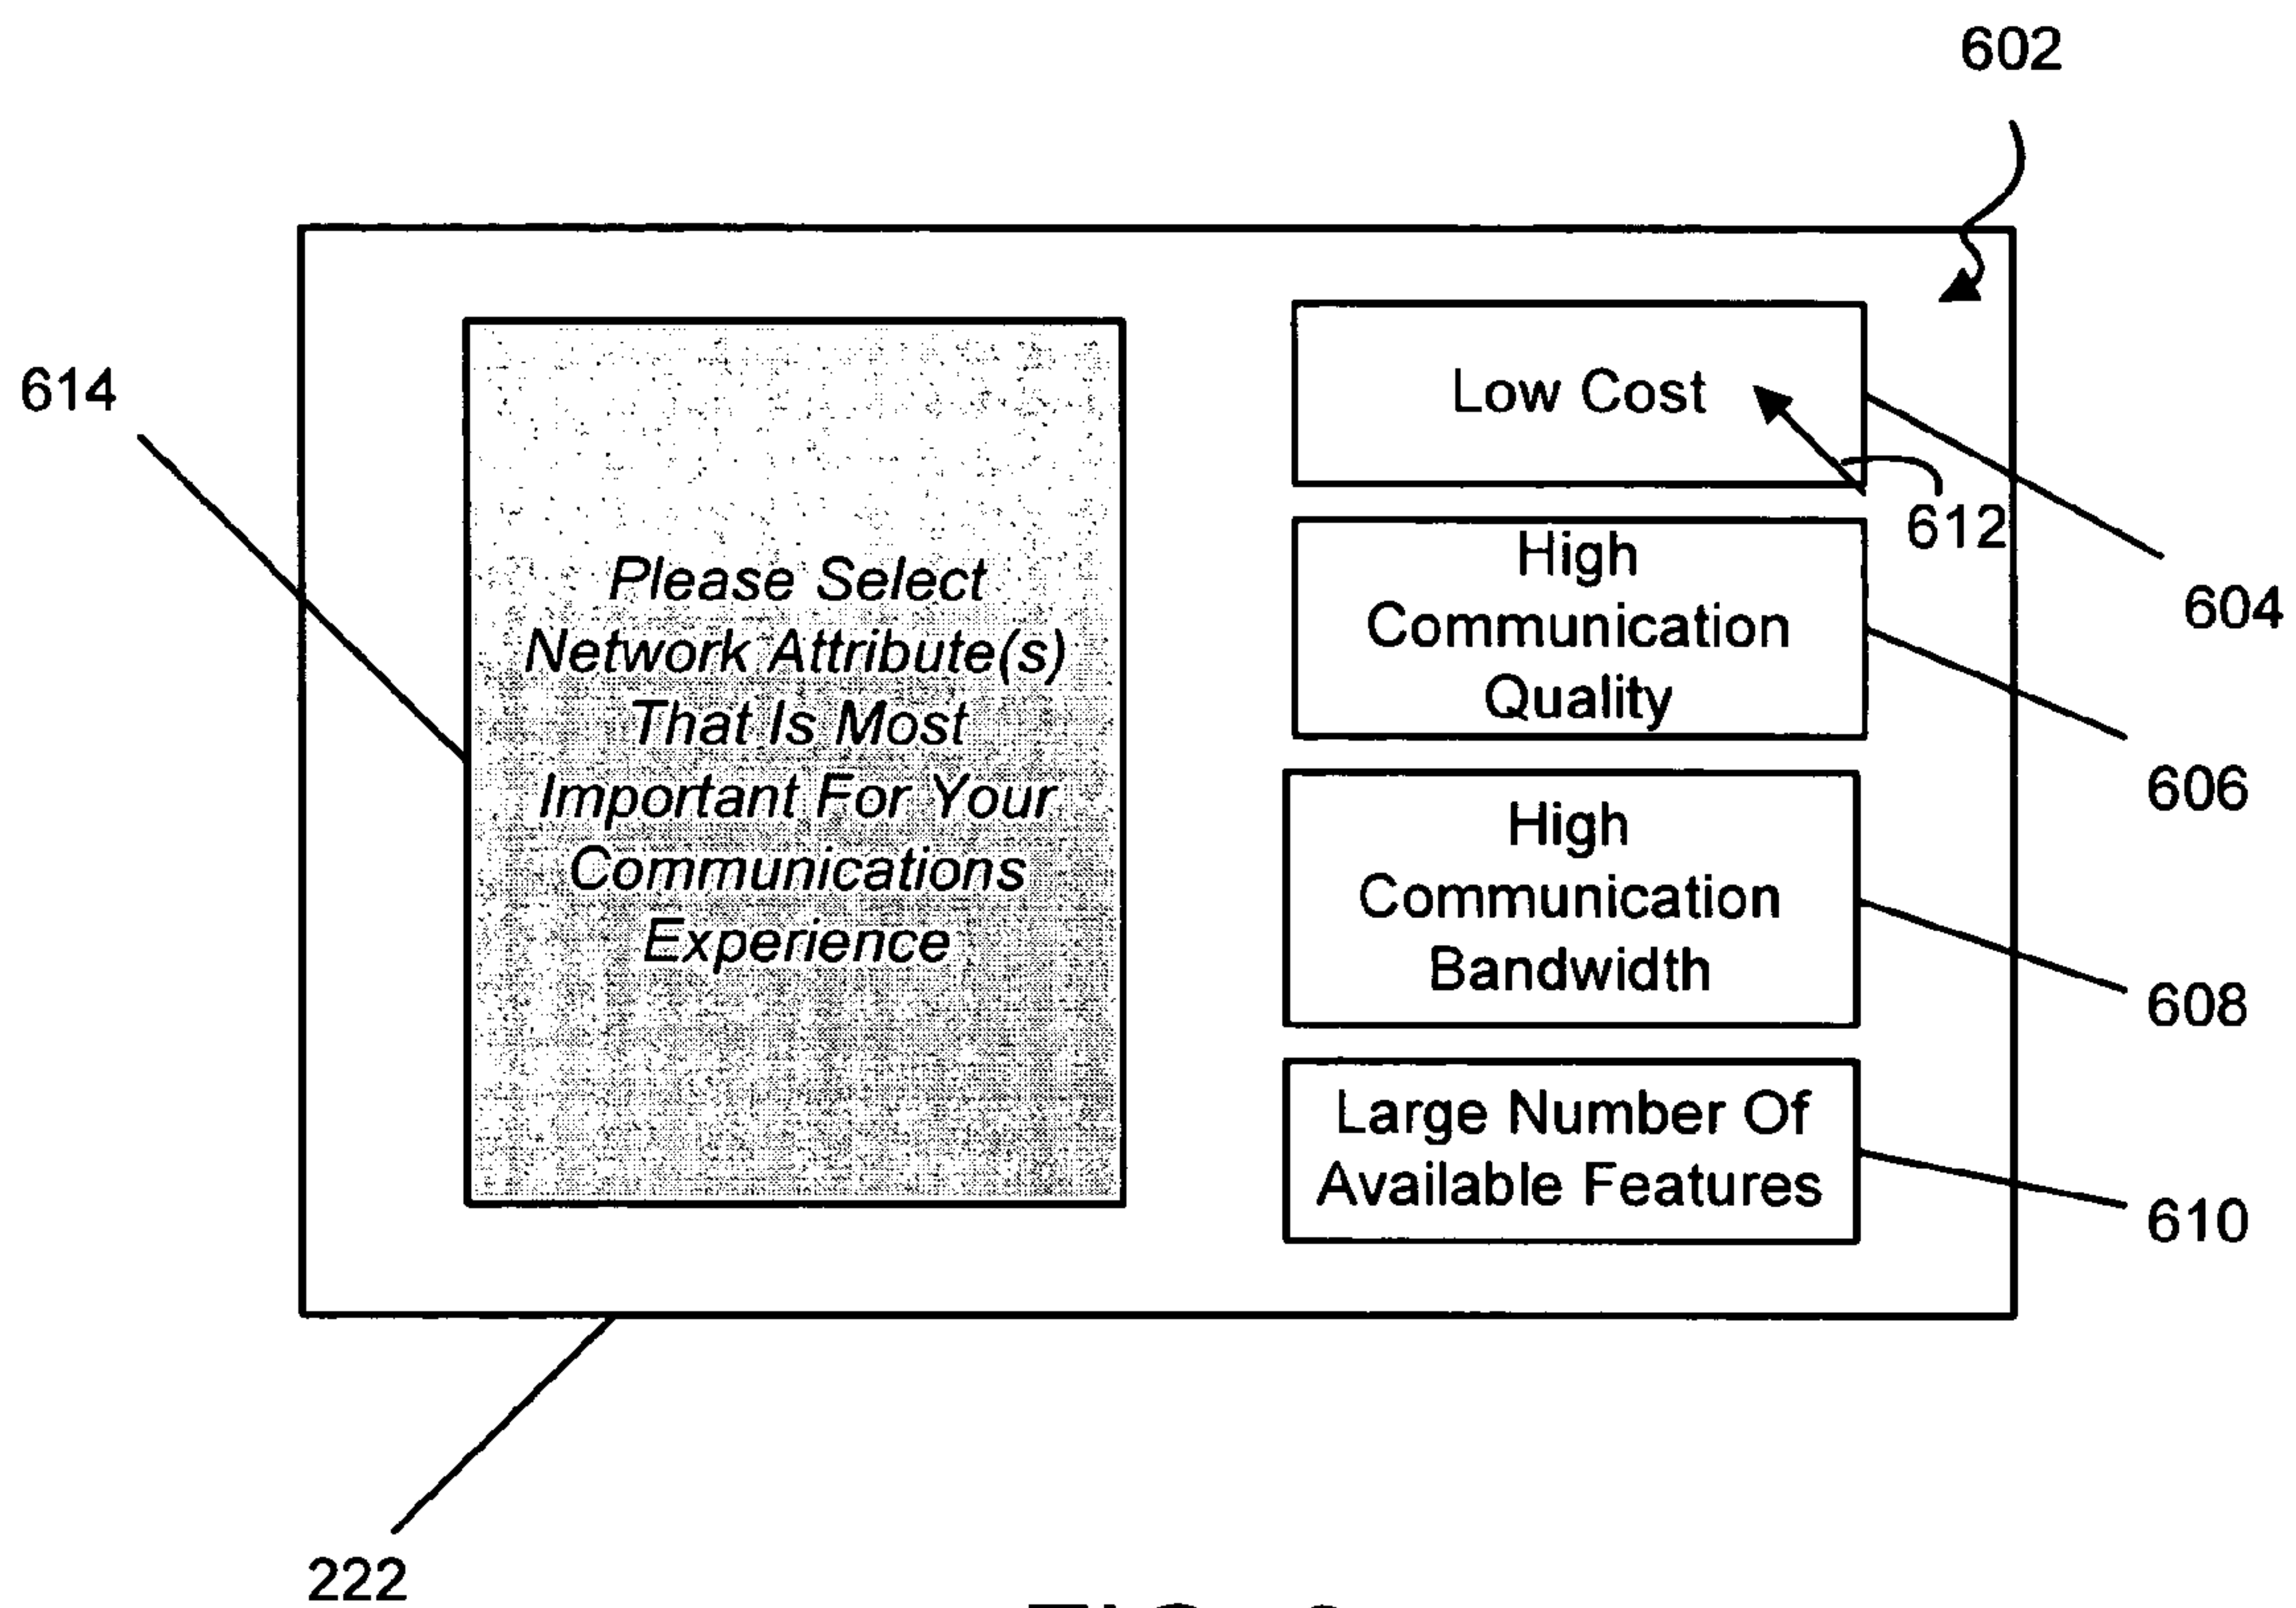 602
614
Low Cost
612
604
Please Select
Network Attribute(s)
That Is Most
Important For Your
Communications
Experience
High
Communication
Quality
606
High
Communication
Bandwidth
608
Large Number Of
Available Features
610
222